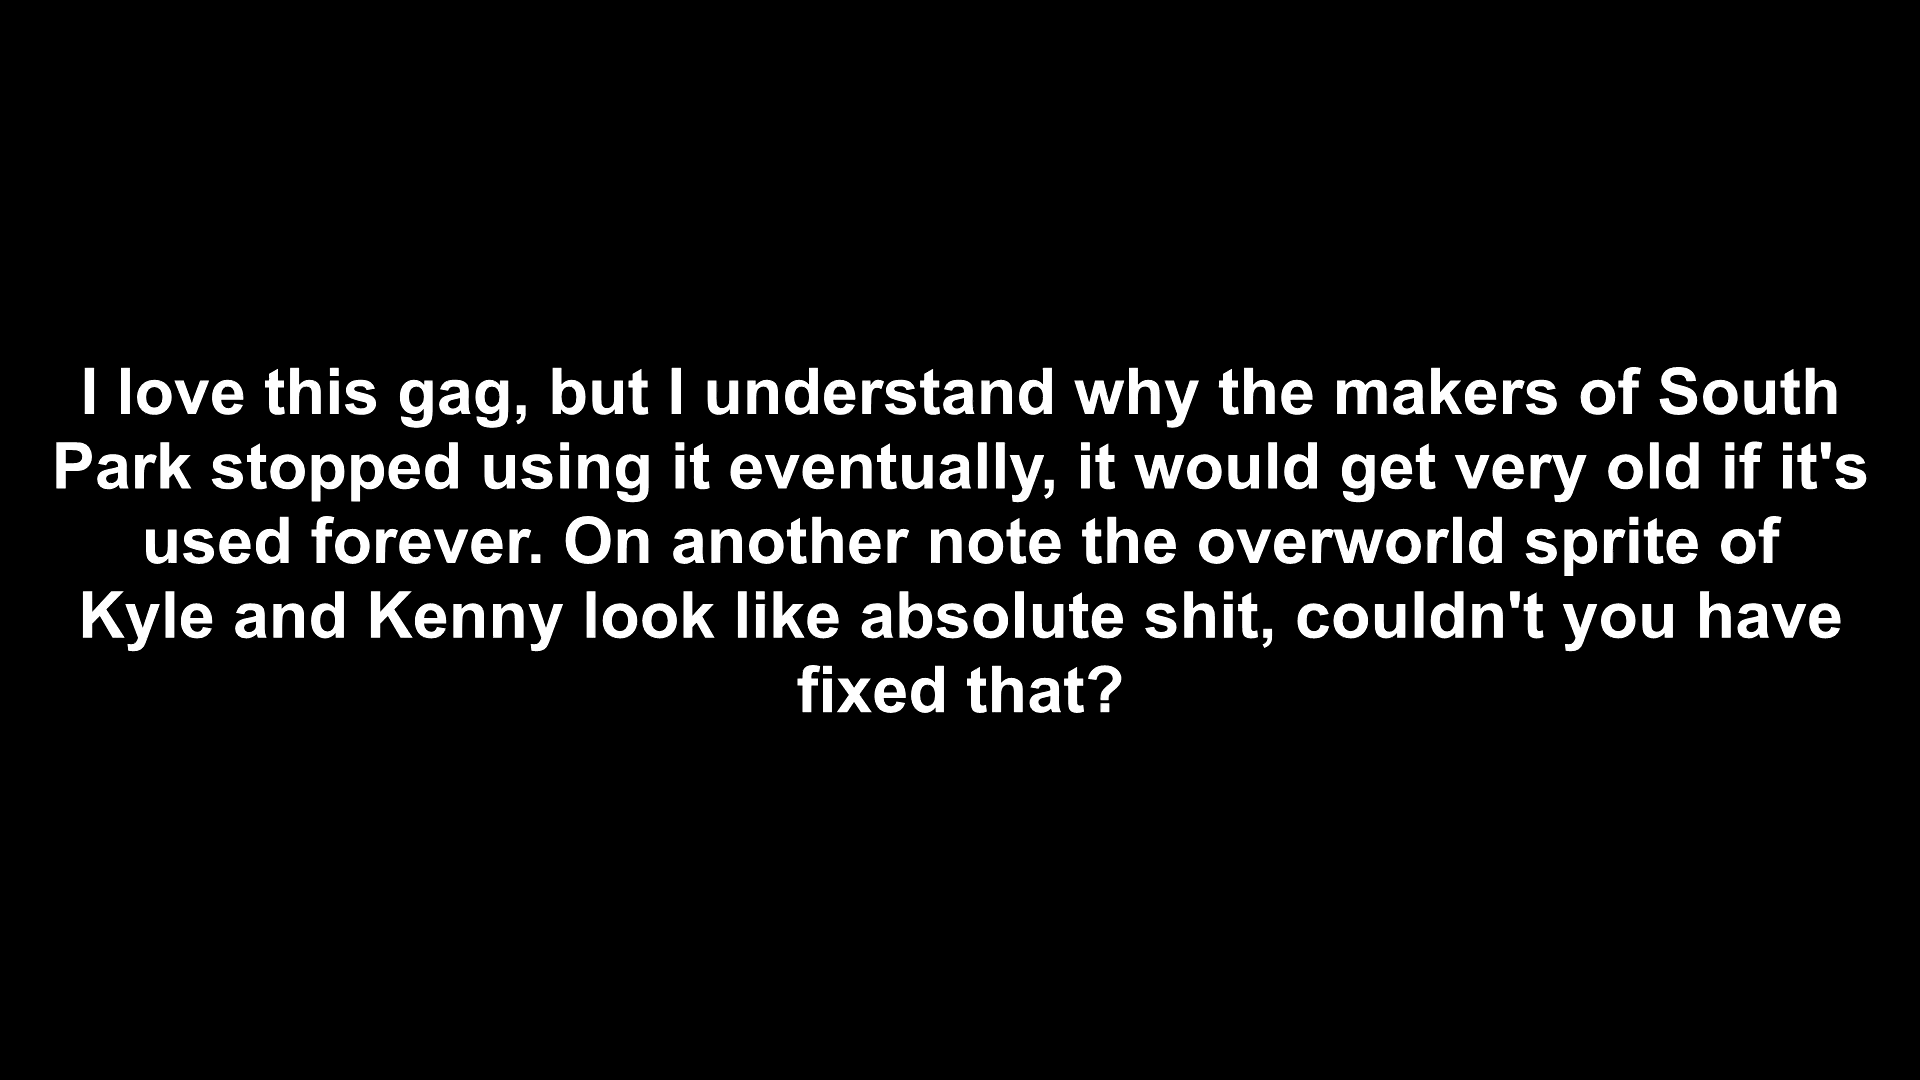 I love this gag, but I understand why the makers of South
Park stopped using it eventually, it would get very old if it's
used forever. On another note the overworld sprite of
Kyle and Kenny look like absolute shit, couldn't you have
fixed that?